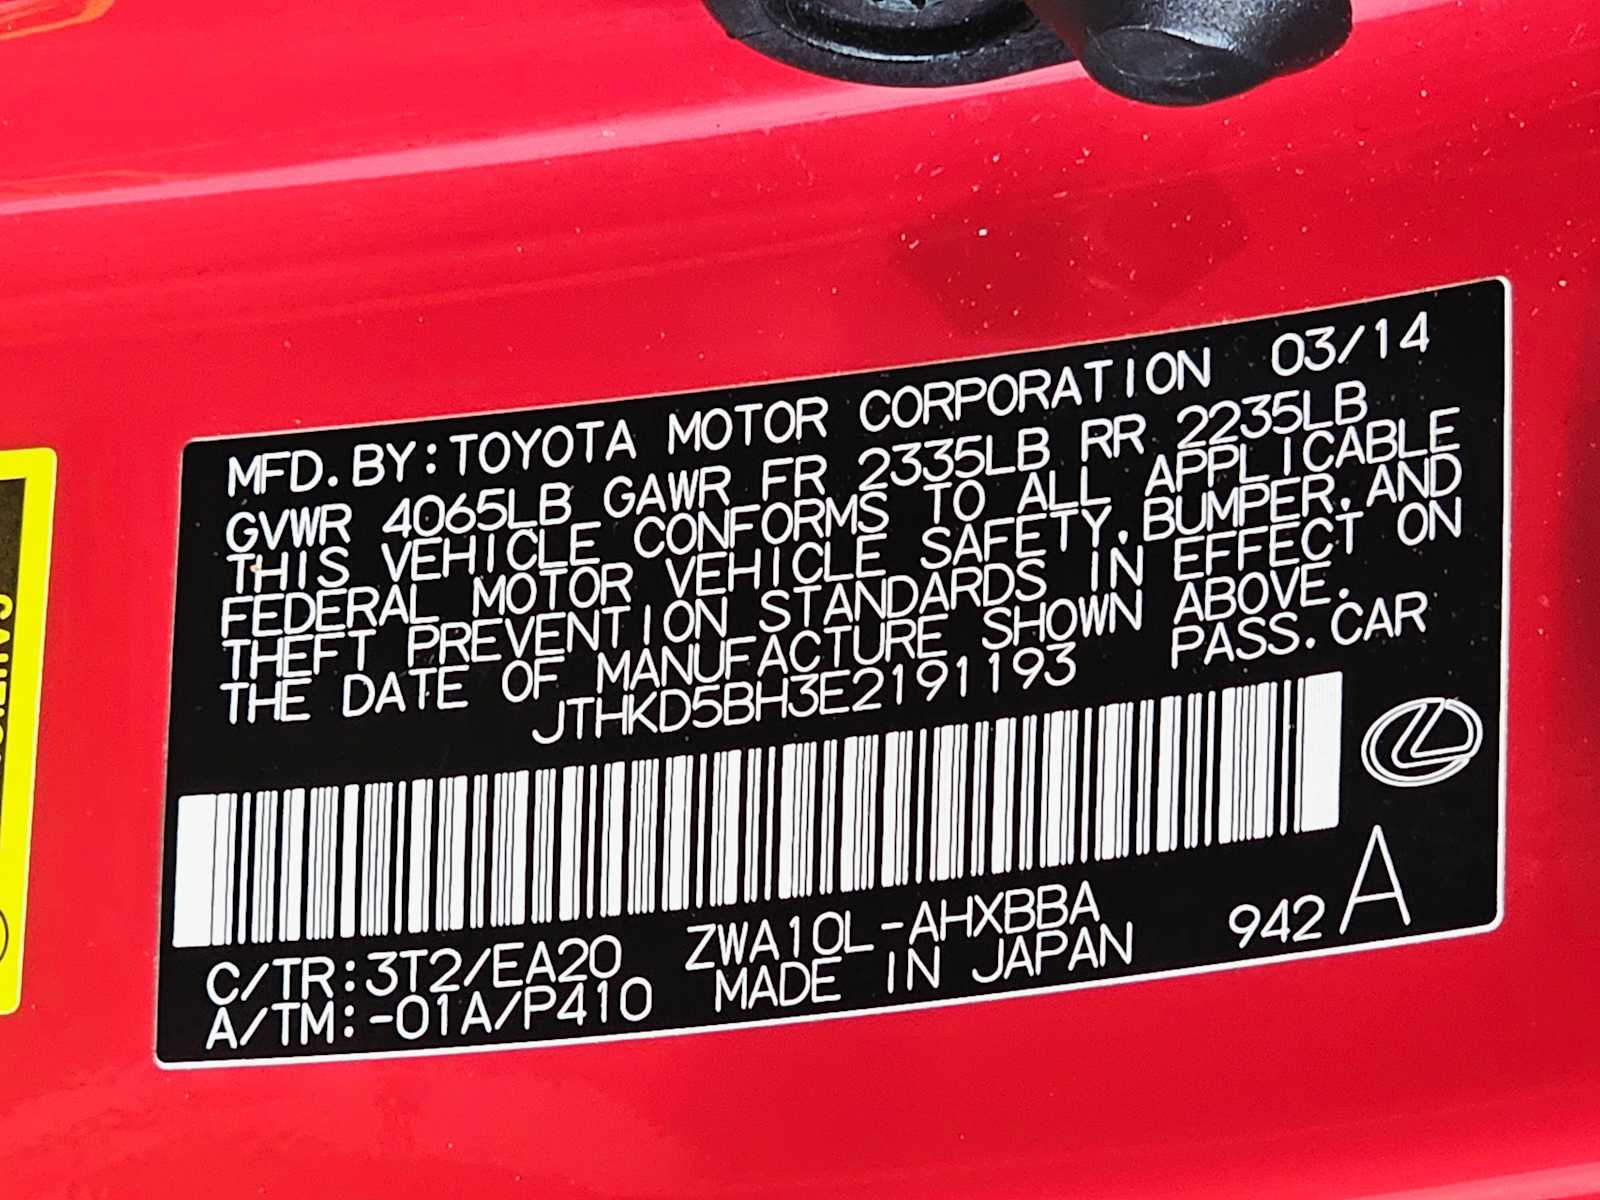 MFD. BY: TOYOTA MOTOR CORPORATION 03/14
GVWR 4065LB GAWR FR 2335LB RR 2235LB
THIS VEHICLE CONFORMS TO ALL APPLICABLE
FEDERAL MOTOR VEHICLE SAFETY, BUMPER, AND
THEFT PREVENTION STANDARDS IN EFFECT ON
THE DATE OF MANUFACTURE SHOWN ABOVE.
JTHKD5BH3E2191193 PASS. CAR
C/TR: 3T2/EA20 ZWA10L-AHXBBA 942 A
A/TM: -01A/P410 MADE IN JAPAN